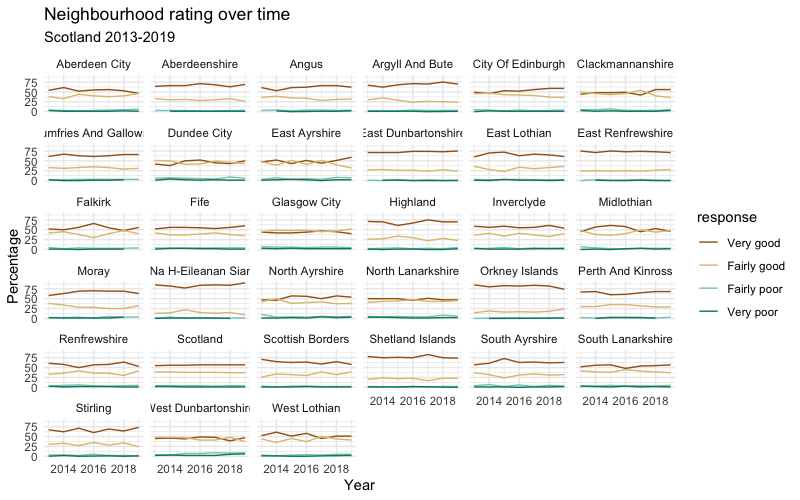 Neighbourhood rating over time
Scotland 2013-2019
Aberdeen City Aberdeenshire Angus Argyll And Bute City Of Edinburgh Clackmannanshire
75
50
25
0
umfries And Gallowa Dundee City East Ayrshire East Dunbartonshire East Lothian East Renfrewshire
75
50
25
0
Falkirk Fife Glasgow City Highland Inverclyde Midlothian
75
50
25
0
Moray Na H-Eileanan Siar North Ayrshire North Lanarkshire Orkney Islands Perth And Kinross
75
50
25
0
Renfrewshire Scotland Scottish Borders Shetland Islands South Ayrshire South Lanarkshire
75
50
25
0
2014 2016 2018 2014 2016 2018 2014 2016 2018
Stirling West Dunbartonshire West Lothian
75
50
25
0
2014 2016 2018 2014 2016 2018 2014 2016 2018
Year
Percentage
response
Very good
Fairly good
Fairly poor
Very poor